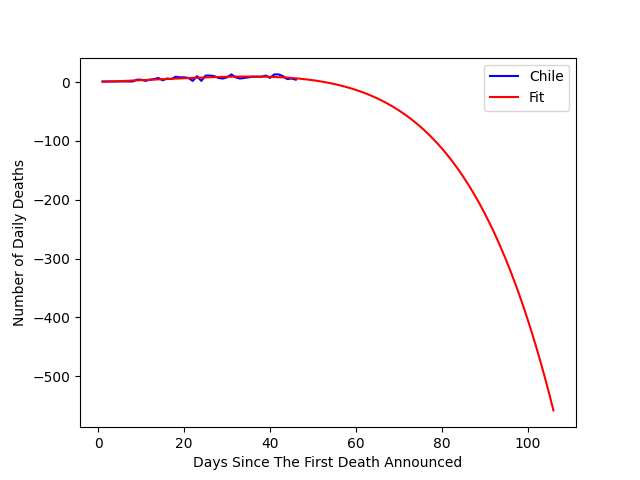 Chile
Fit
0
−100
−200
−300
−400
−500
Number of Daily Deaths
0 20 40 60 80 100
Days Since The First Death Announced